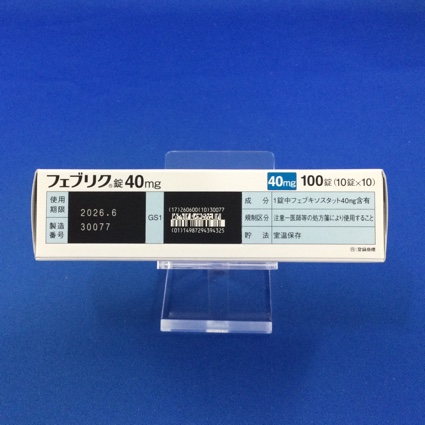 フェブリク®錠40mg
40mg 100錠(10錠×10)
使用期限 2026.6
製造番号 30077
GS1
(17)260600(10)30077
(01)14987294394325
成分 1錠中フェブキソスタット40mg含有
規制区分 注意-医師等の処方箋により使用すること
貯法 室温保存
®登録商標